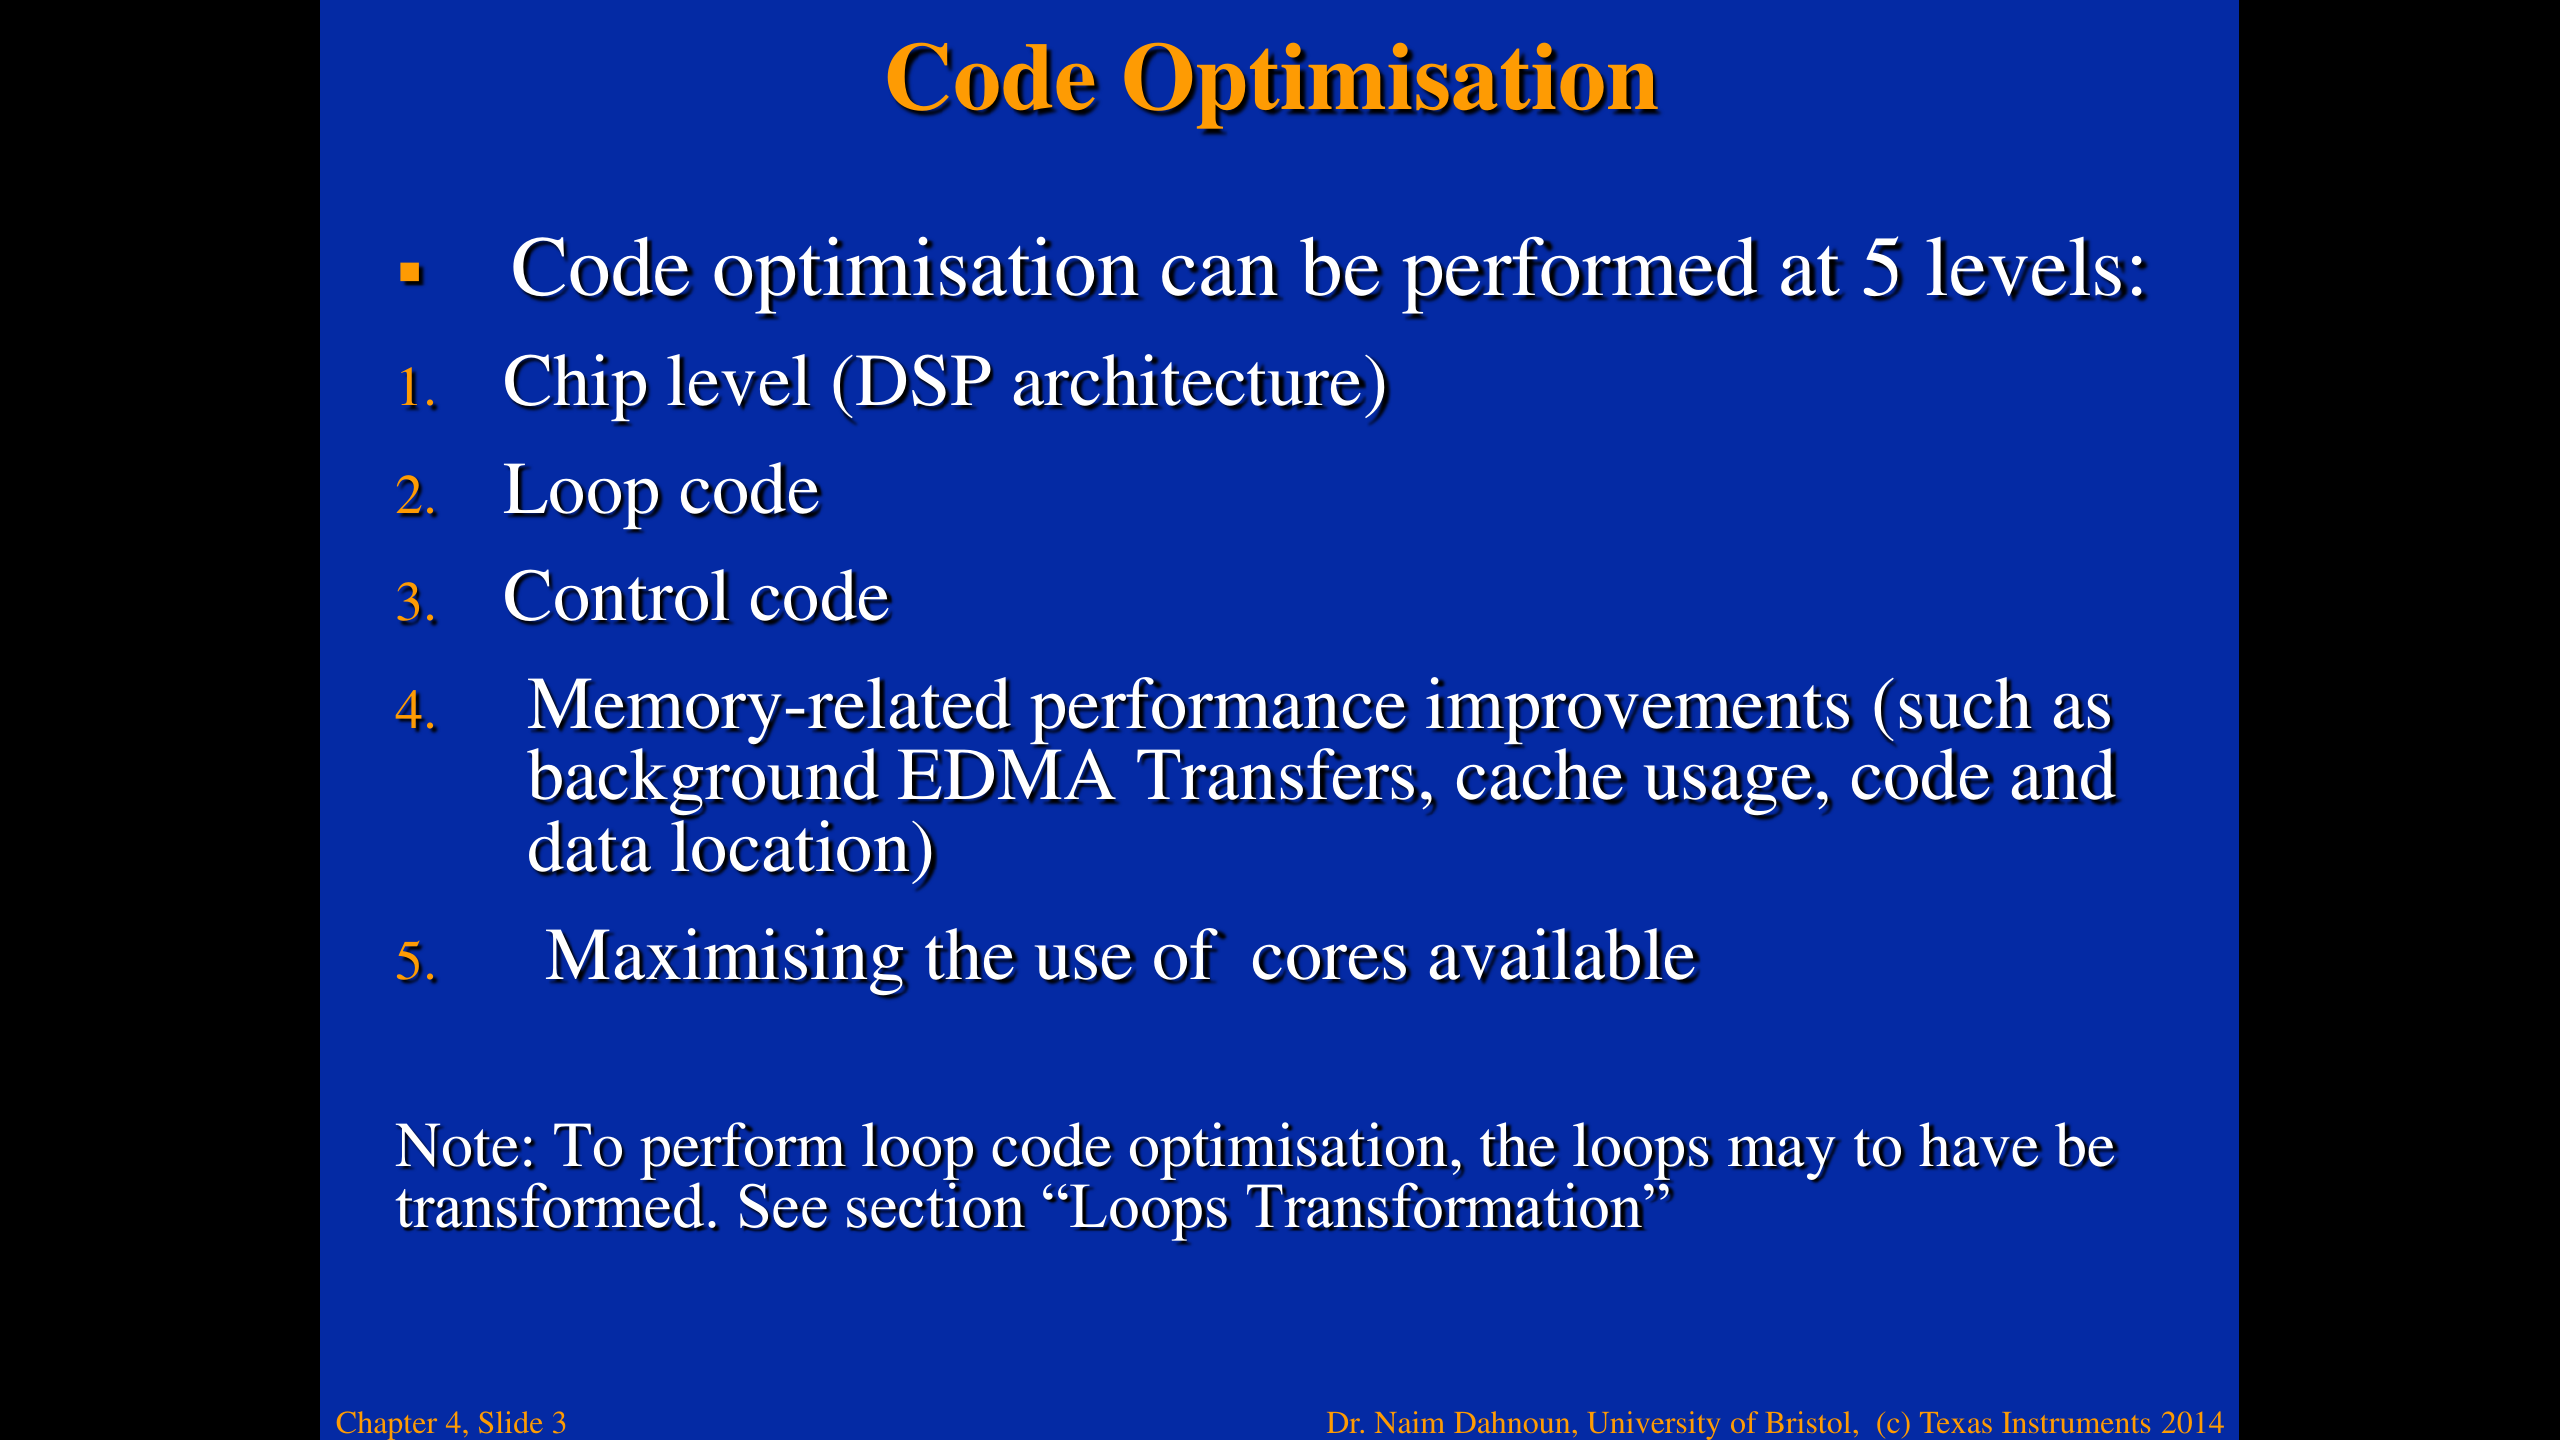 Code Optimisation
▪ Code optimisation can be performed at 5 levels:
1. Chip level (DSP architecture)
2. Loop code
3. Control code
4. Memory-related performance improvements (such as
background EDMA Transfers, cache usage, code and
data location)
5. Maximising the use of  cores available
Note: To perform loop code optimisation, the loops may to have be
transformed. See section “Loops Transformation”
Chapter 4, Slide 3
Dr. Naim Dahnoun, University of Bristol,  (c) Texas Instruments 2014